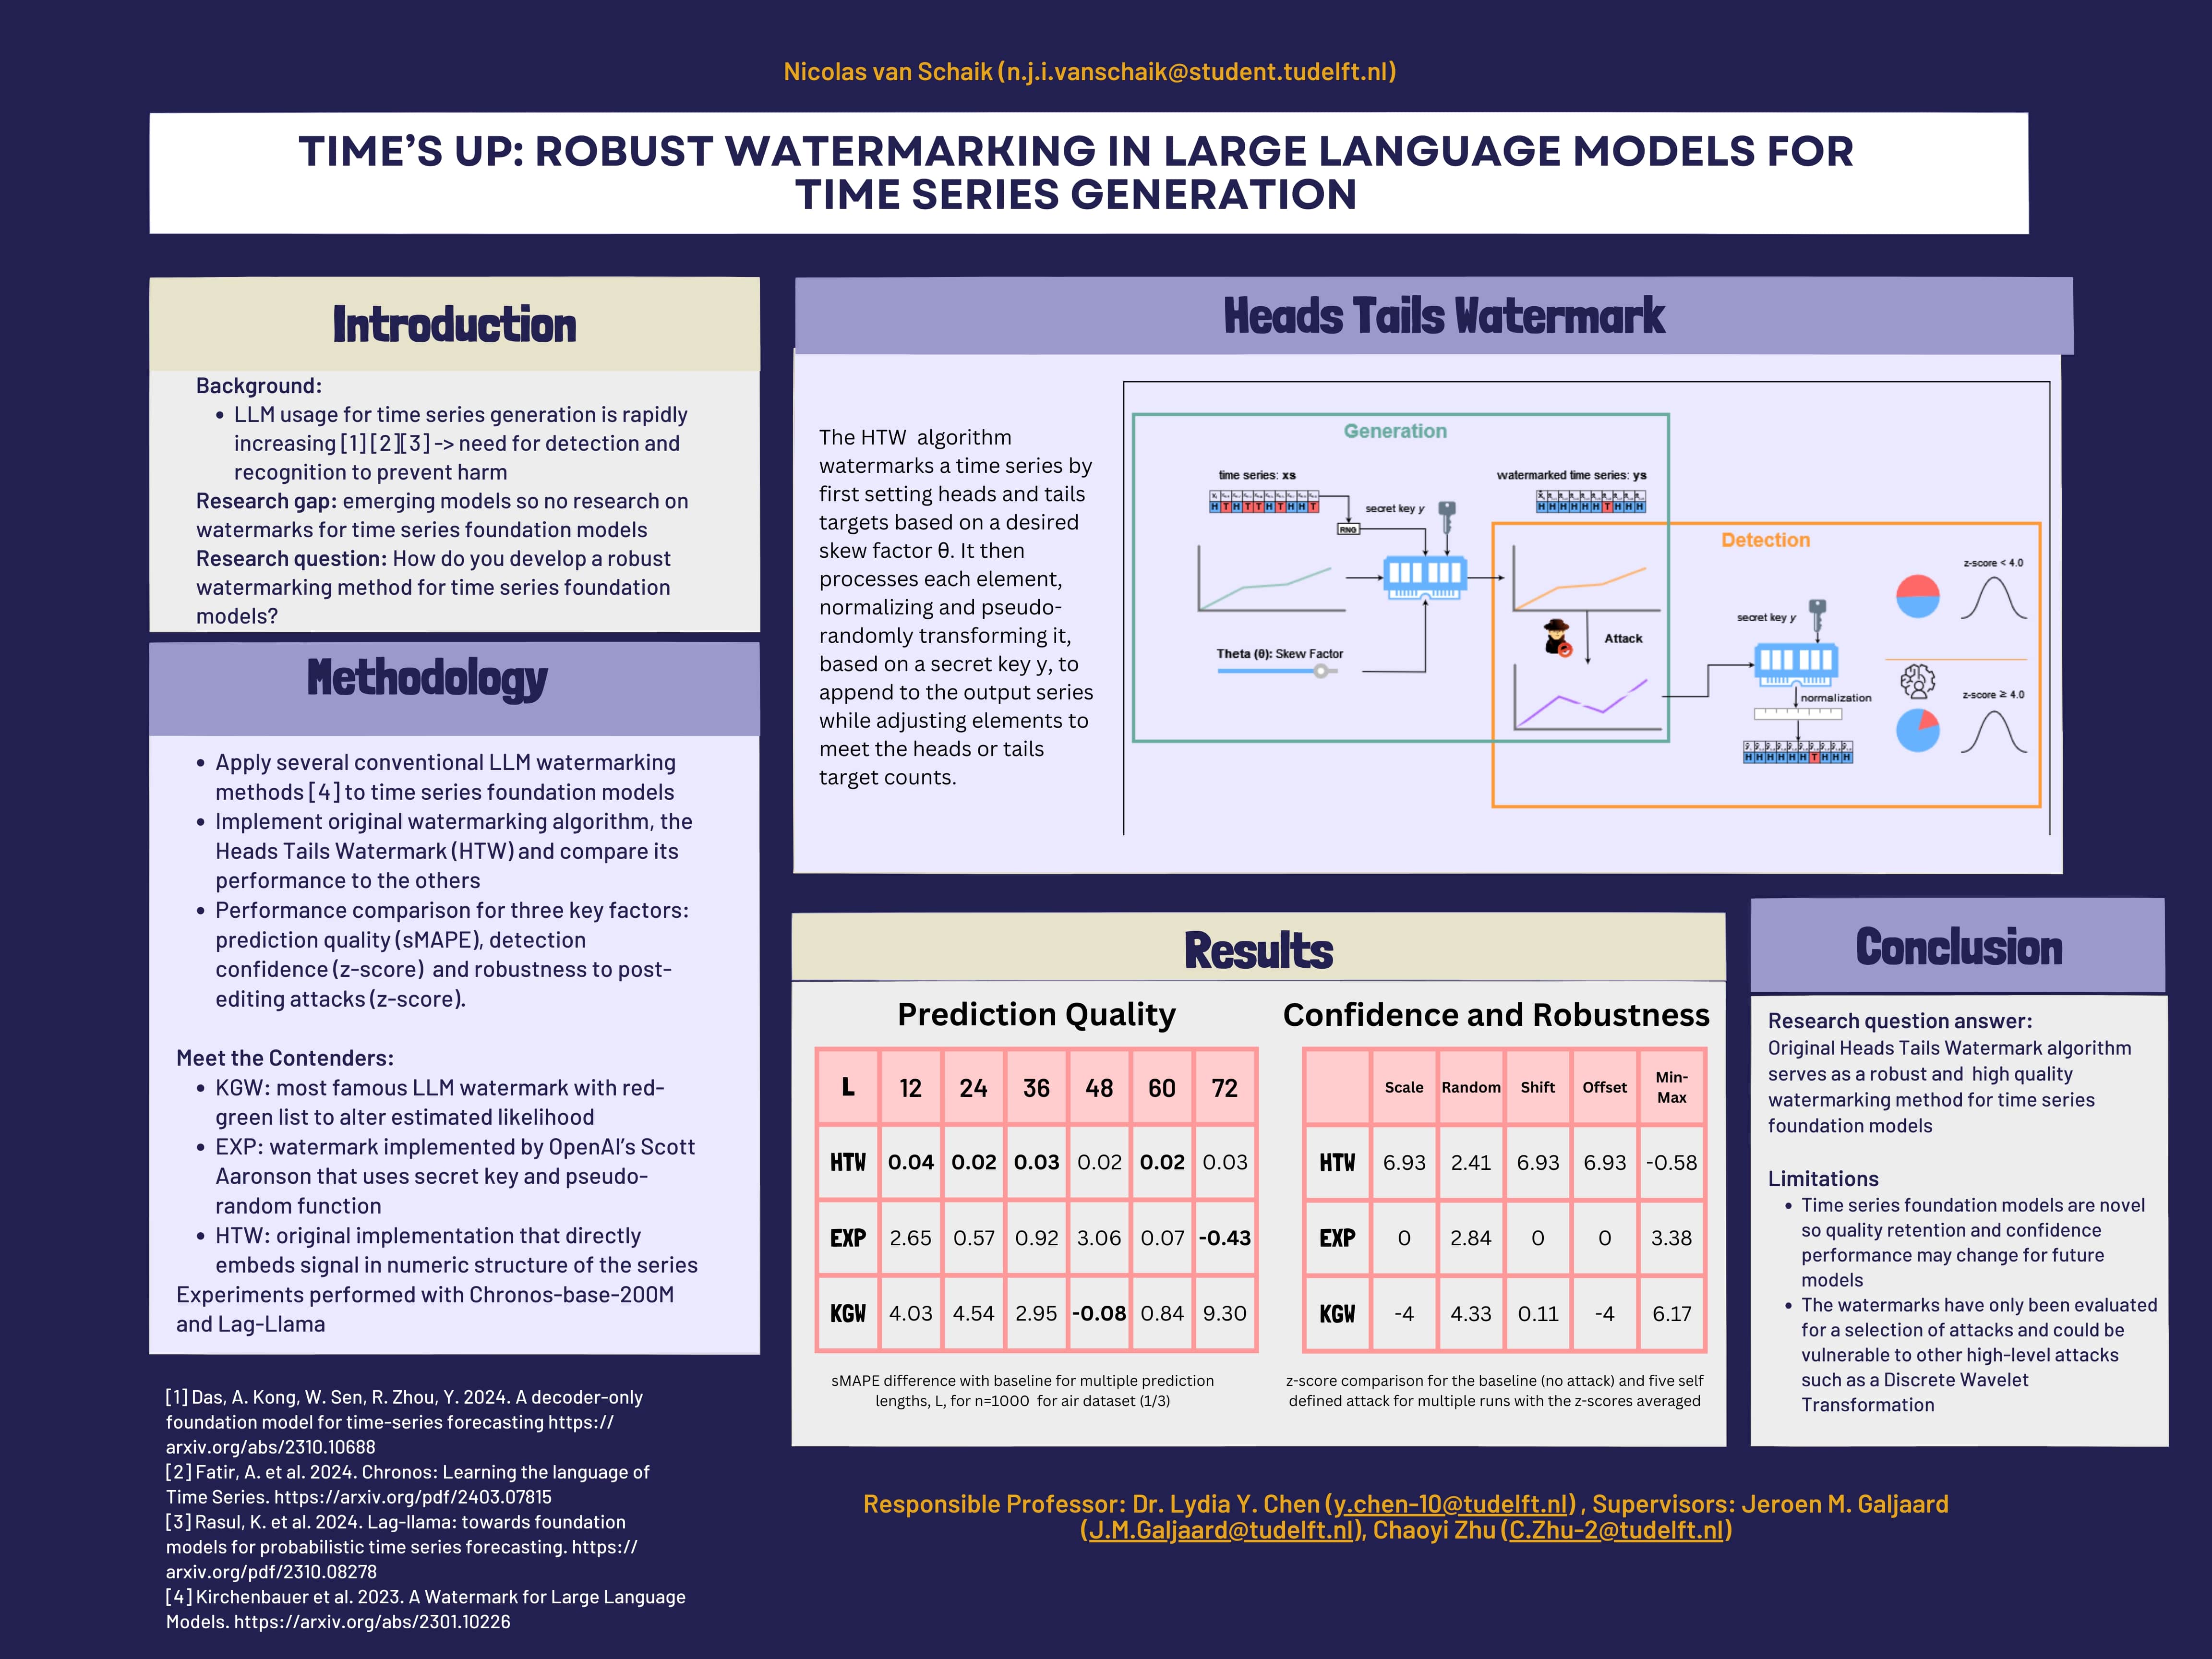 Nicolas van Schaik (n.j.i.vanschaik@student.tudelft.nl)
TIME'S UP: ROBUST WATERMARKING IN LARGE LANGUAGE MODELS FOR
TIME SERIES GENERATION
Introduction
Background:
• LLM usage for time series generation is rapidly
increasing [1] [2][3] -> need for detection and
recognition to prevent harm
Research gap: emerging models so no research on
watermarks for time series foundation models
Research question: How do you develop a robust
watermarking method for time series foundation
models?
Methodology
• Apply several conventional LLM watermarking
methods [4] to time series foundation models
• Implement original watermarking algorithm, the
Heads Tails Watermark (HTW) and compare its
performance to the others
• Performance comparison for three key factors:
prediction quality (sMAPE), detection
confidence (z-score) and robustness to post-
editing attacks (z-score).
Meet the Contenders:
• KGW: most famous LLM watermark with red-
green list to alter estimated likelihood
• EXP: watermark implemented by OpenAI's Scott
Aaronson that uses secret key and pseudo-
random function
• HTW: original implementation that directly
embeds signal in numeric structure of the series
Experiments performed with Chronos-base-200M
and Lag-Llama
[1] Das, A. Kong, W. Sen, R. Zhou, Y. 2024. A decoder-only
foundation model for time-series forecasting https://
arxiv.org/abs/2310.10688
[2] Fatir, A. et al. 2024. Chronos: Learning the language of
Time Series. https://arxiv.org/pdf/2403.07815
[3] Rasul, K. et al. 2024. Lag-llama: towards foundation
models for probabilistic time series forecasting. https://
arxiv.org/pdf/2310.08278
[4] Kirchenbauer et al. 2023. A Watermark for Large Language
Models. https://arxiv.org/abs/2301.10226
Heads Tails Watermark
The HTW algorithm
watermarks a time series by
first setting heads and tails
targets based on a desired
skew factor θ. It then
processes each element,
normalizing and pseudo-
randomly transforming it,
based on a secret key y, to
append to the output series
while adjusting elements to
meet the heads or tails
target counts.
Generation
time series: xs
H T H T T H T H H T
RNG
secret key y
Theta (θ): Skew Factor
watermarked time series: ys
H H H H H H T H H H
Detection
Attack
secret key y
normalization
H H H H H H T H H H
z-score < 4.0
z-score ≥ 4.0
Results
Prediction Quality
L 12 24 36 48 60 72
HTW 0.04 0.02 0.03 0.02 0.02 0.03
EXP 2.65 0.57 0.92 3.06 0.07 -0.43
KGW 4.03 4.54 2.95 -0.08 0.84 9.30
sMAPE difference with baseline for multiple prediction
lengths, L, for n=1000 for air dataset (1/3)
Confidence and Robustness
Scale Random Shift Offset Min-
Max
HTW 6.93 2.41 6.93 6.93 -0.58
EXP 0 2.84 0 0 3.38
KGW -4 4.33 0.11 -4 6.17
z-score comparison for the baseline (no attack) and five self
defined attack for multiple runs with the z-scores averaged
Conclusion
Research question answer:
Original Heads Tails Watermark algorithm
serves as a robust and high quality
watermarking method for time series
foundation models
Limitations
• Time series foundation models are novel
so quality retention and confidence
performance may change for future
models
• The watermarks have only been evaluated
for a selection of attacks and could be
vulnerable to other high-level attacks
such as a Discrete Wavelet
Transformation
Responsible Professor: Dr. Lydia Y. Chen (y.chen-10@tudelft.nl) , Supervisors: Jeroen M. Galjaard
(J.M.Galjaard@tudelft.nl), Chaoyi Zhu (C.Zhu-2@tudelft.nl)